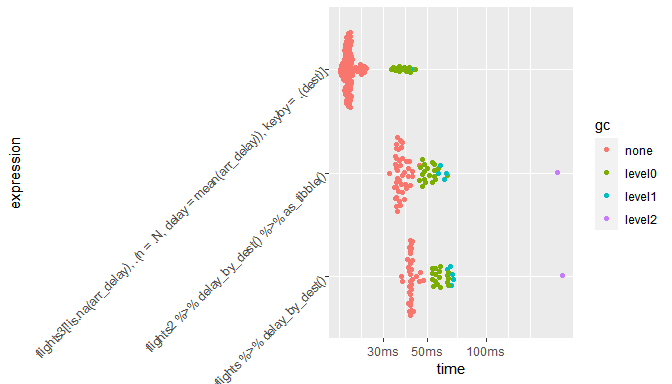 expression
flights3[!is.na(arr_delay), .(n = .N, delay = mean(arr_delay)), keyby = .(dest)]
flights2 %>% delay_by_dest() %>% as_tibble()
flights %>% delay_by_dest()
30ms 50ms 100ms
time
gc
none
level0
level1
level2